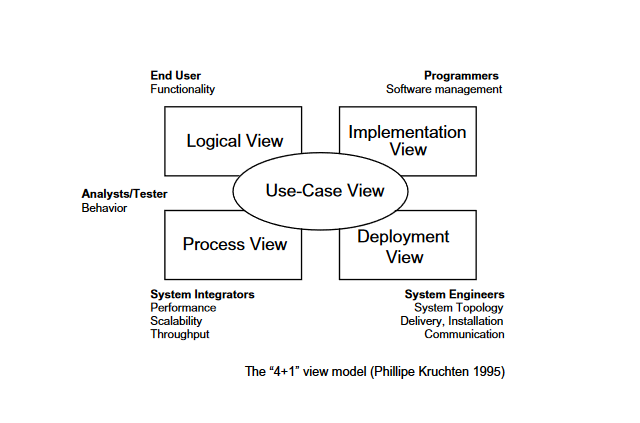 End User
Functionality
Programmers
Software management
Logical View
Implementation
View
Use-Case View
Analysts/Tester
Behavior
Process View
Deployment
View
System Integrators
Performance
Scalability
Throughput
System Engineers
System Topology
Delivery, Installation
Communication
The “4+1” view model (Phillipe Kruchten 1995)